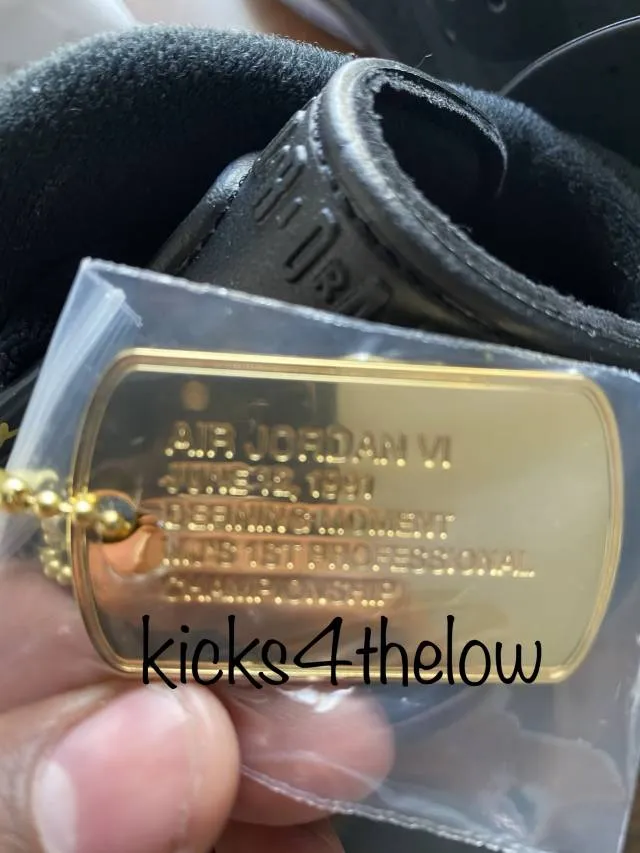 AIR JORDAN VI
JUNE 12, 1991
DEFINING MOMENT
MJ'S 1ST PROFESSIONAL
CHAMPIONSHIP
kicks4thelow